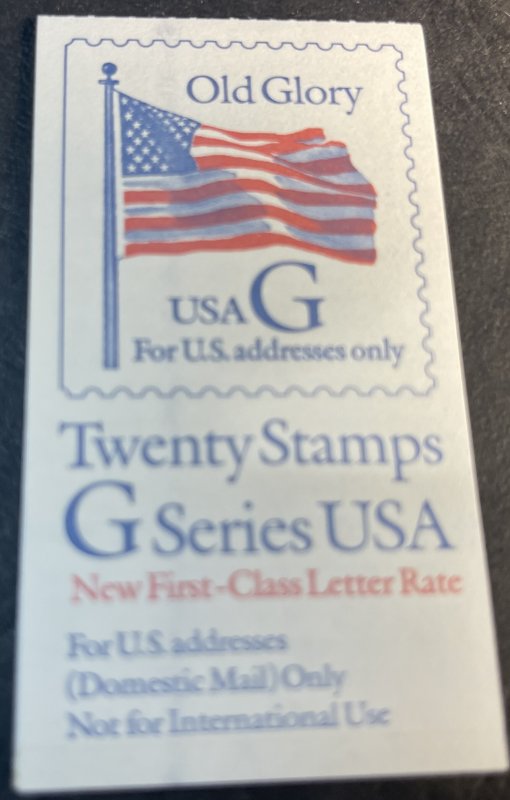 Old Glory
USA G
For U.S. addresses only
Twenty Stamps
G Series USA
New First-Class Letter Rate
For U.S. addresses
(Domestic Mail) Only
Not for International Use